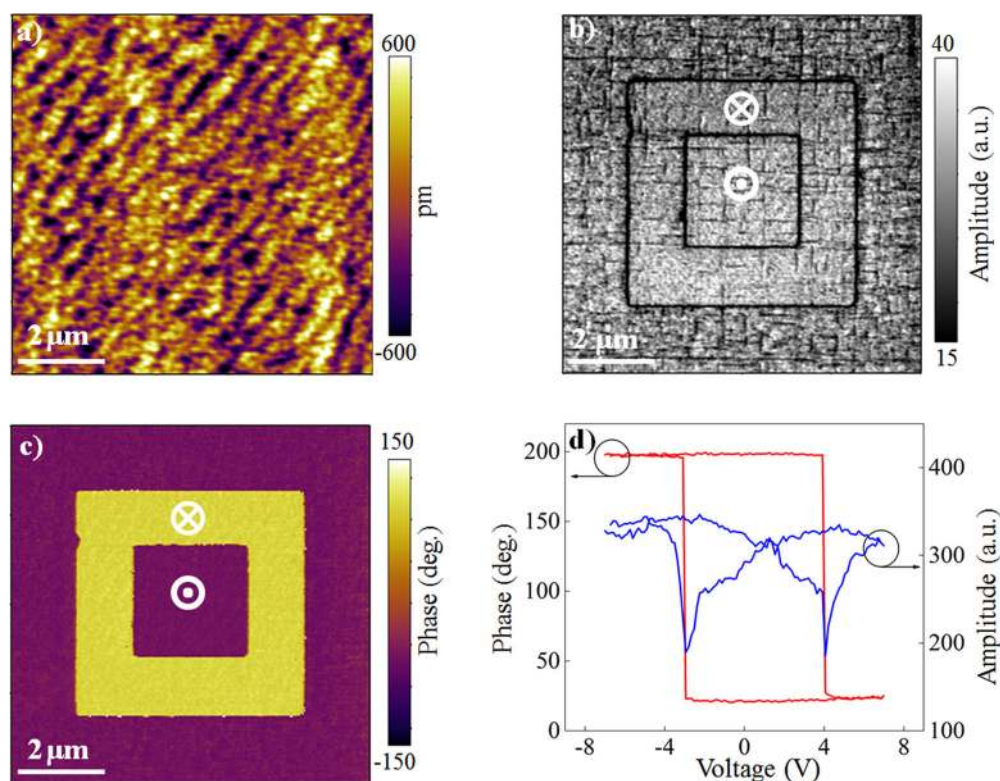 a)
600
pm
-600
2 μm
b)
40
Amplitude (a.u.)
15
2 μm
c)
150
Phase (deg.)
-150
2 μm
d)
200
150
100
50
0
Phase (deg.)
400
300
200
100
Amplitude (a.u.)
-8 -4 0 4 8
Voltage (V)